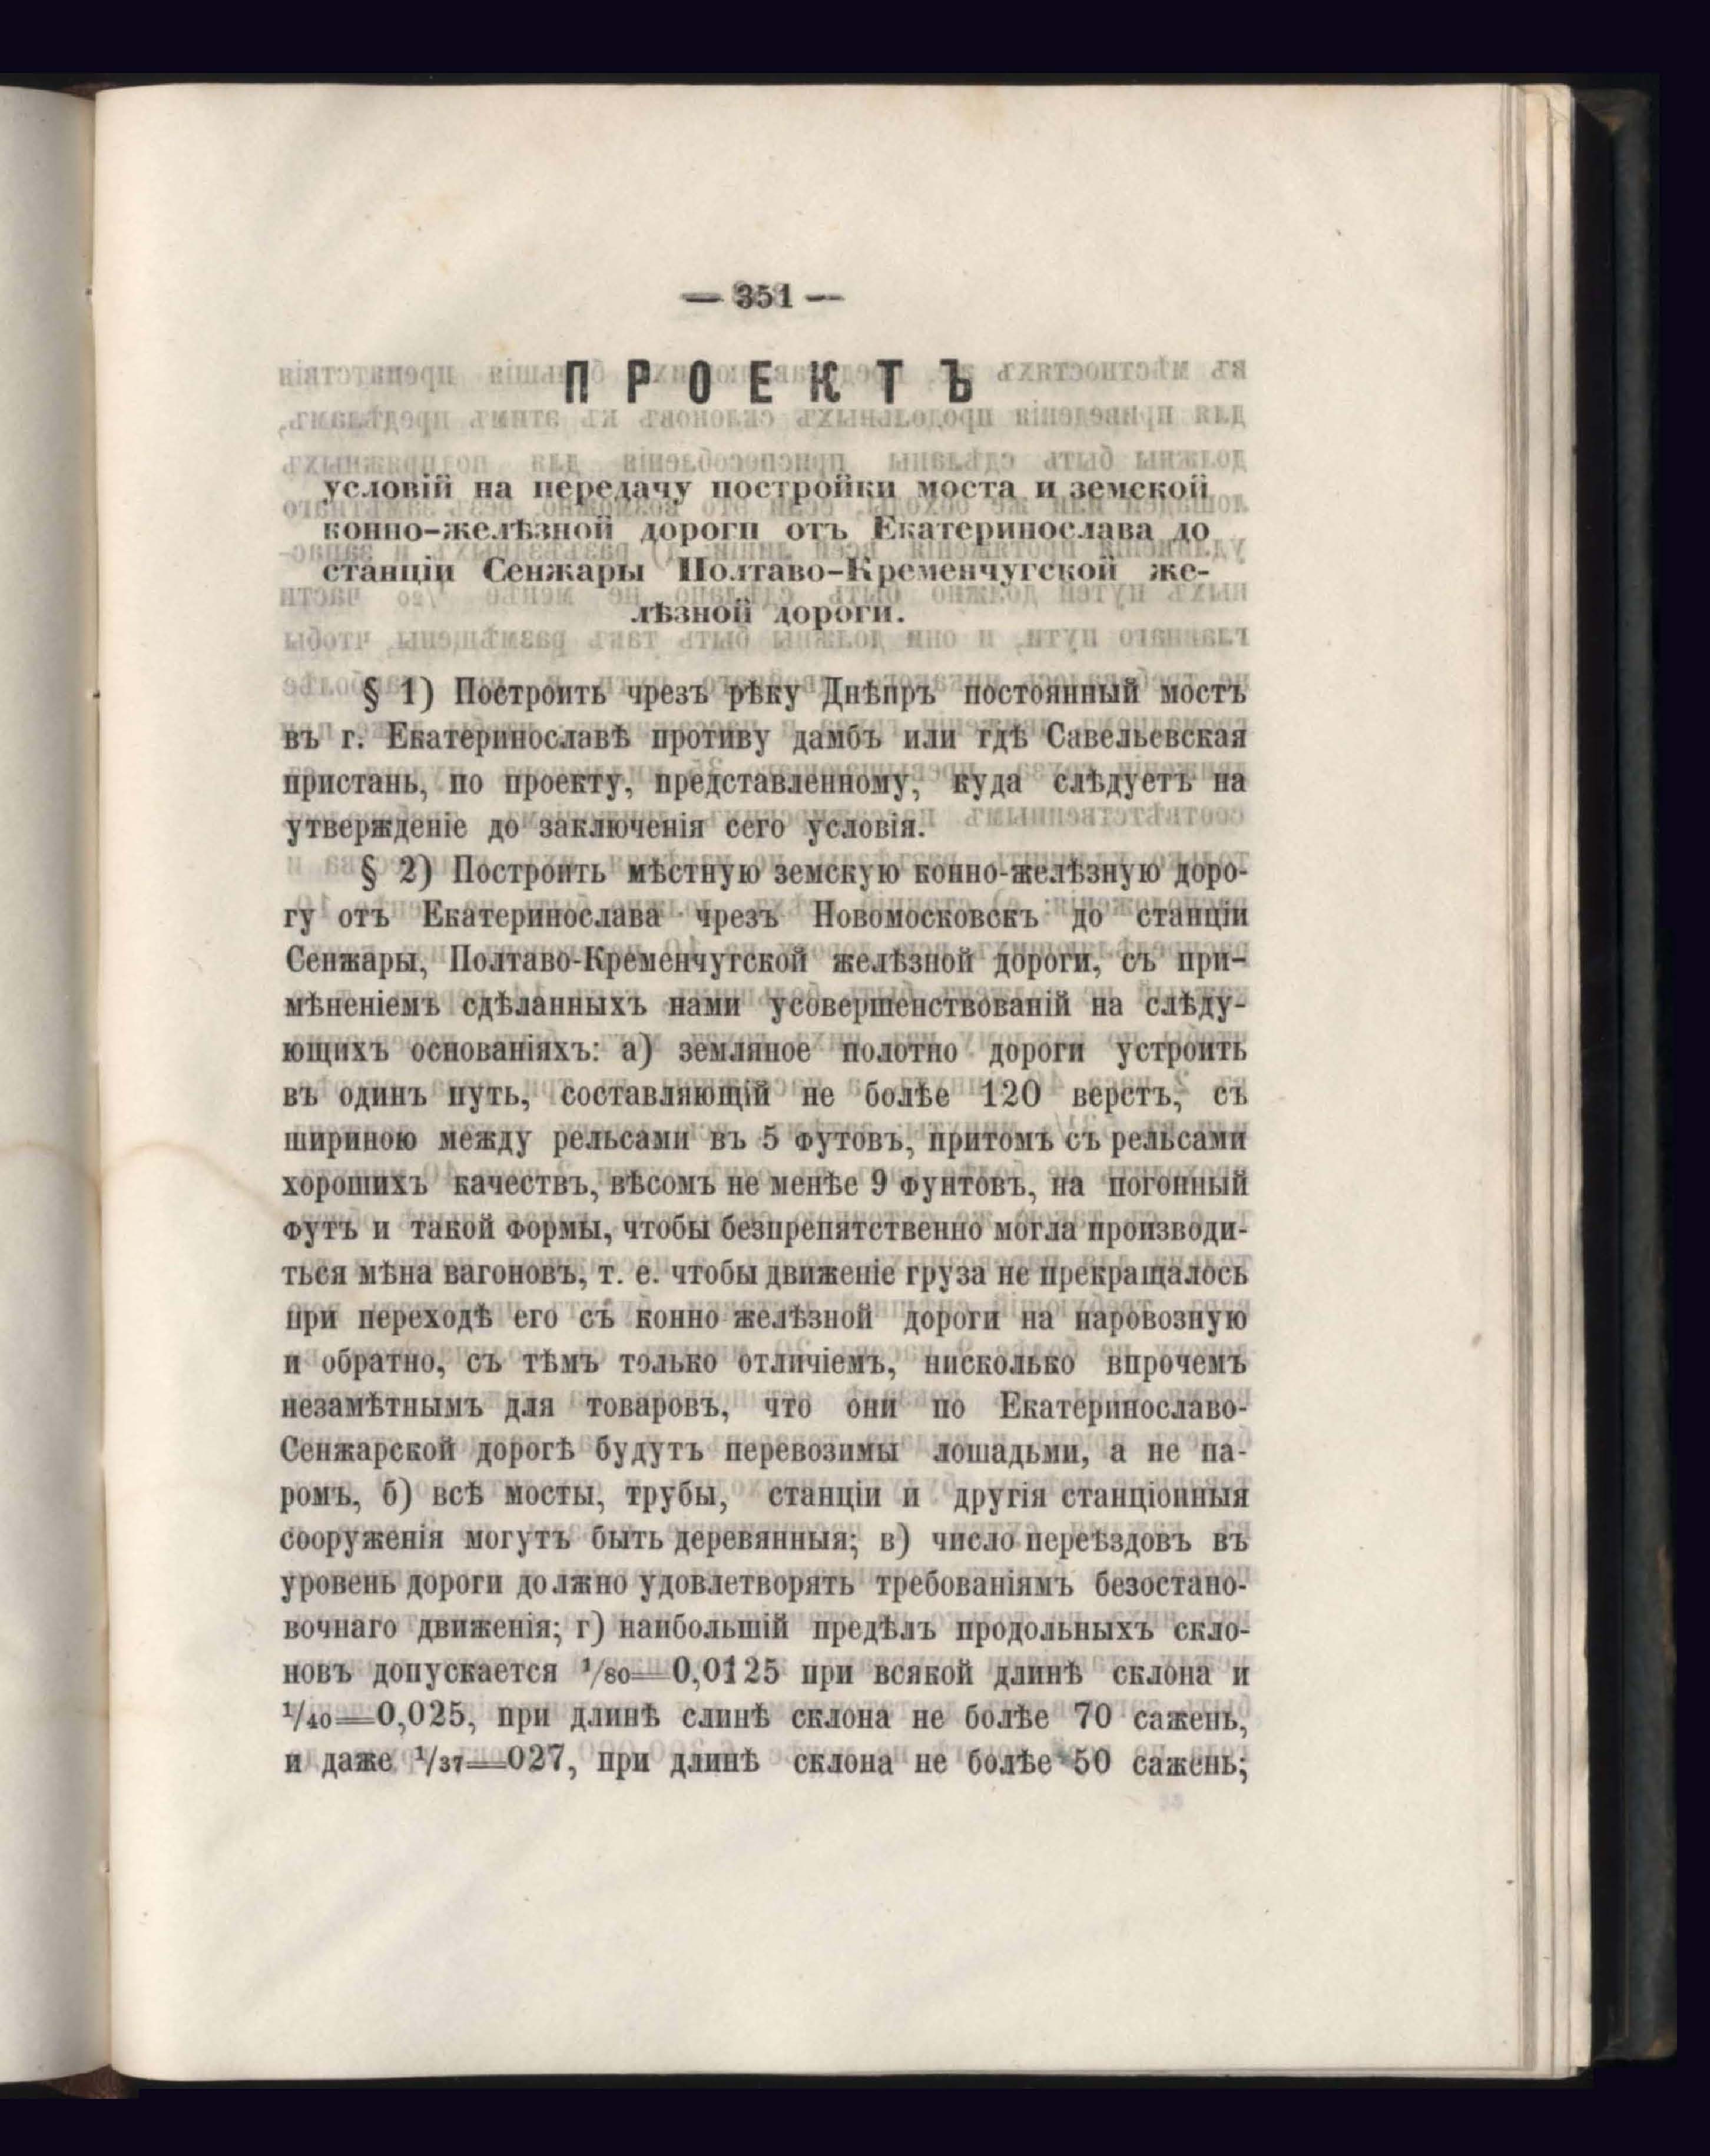 — 351 —
ПРОЕКТЪ
условій на передачу постройки моста и земской
конно-желѣзной дороги отъ Екатеринослава до
станціи Сенжары Полтаво-Кременчугской же-
лѣзной дороги.
§ 1) Построить чрезъ рѣку Днѣпръ постоянный мостъ
въ г. Екатеринославѣ противу дамбъ или гдѣ Савельевская
пристань, по проекту, представленному, куда слѣдуетъ на
утвержденіе до заключенія сего условія.
§ 2) Построить мѣстную земскую конно-желѣзную доро-
гу отъ Екатеринослава чрезъ Новомосковскъ до станціи
Сенжары, Полтаво-Кременчугской желѣзной дороги, съ при-
мѣненіемъ сдѣланныхъ нами усовершенствованій на слѣду-
ющихъ основаніяхъ: а) земляное полотно дороги устроить
въ одинъ путь, составляющій не болѣе 120 верстъ, съ
шириною между рельсами въ 5 футовъ, притомъ съ рельсами
хорошихъ качествъ, вѣсомъ не менѣе 9 фунтовъ, на погонный
футъ и такой формы, чтобы безпрепятственно могла производи-
ться мѣна вагоновъ, т. е. чтобы движеніе груза не прекращалось
при переходѣ его съ конно-желѣзной дороги на паровозную
и обратно, съ тѣмъ только отличіемъ, нисколько впрочемъ
незамѣтнымъ для товаровъ, что они по Екатеринославо-
Сенжарской дорогѣ будутъ перевозимы лошадьми, а не па-
ромъ, б) всѣ мосты, трубы, станціи и другія станціонныя
сооруженія могутъ быть деревянныя; в) число переѣздовъ въ
уровень дороги должно удовлетворять требованіямъ безостано-
вочнаго движенія; г) наибольшій предѣлъ продольныхъ скло-
новъ допускается ¹/₈₀=0,0125 при всякой длинѣ склона и
¹/₄₀=0,025, при длинѣ слинѣ склона не болѣе 70 сажень,
и даже ¹/₃₇=027, при длинѣ склона не болѣе 50 сажень;